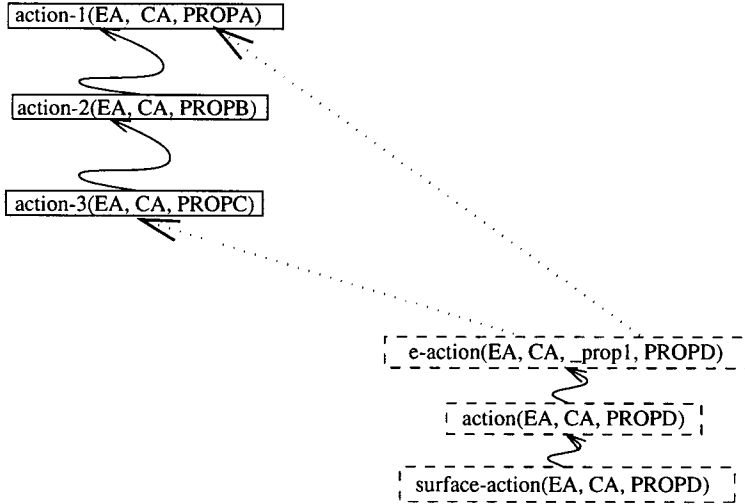 action-1(EA, CA, PROPA)
action-2(EA, CA, PROPB)
action-3(EA, CA, PROPC)
e-action(EA, CA, _prop1, PROPD)
action(EA, CA, PROPD)
surface-action(EA, CA, PROPD)